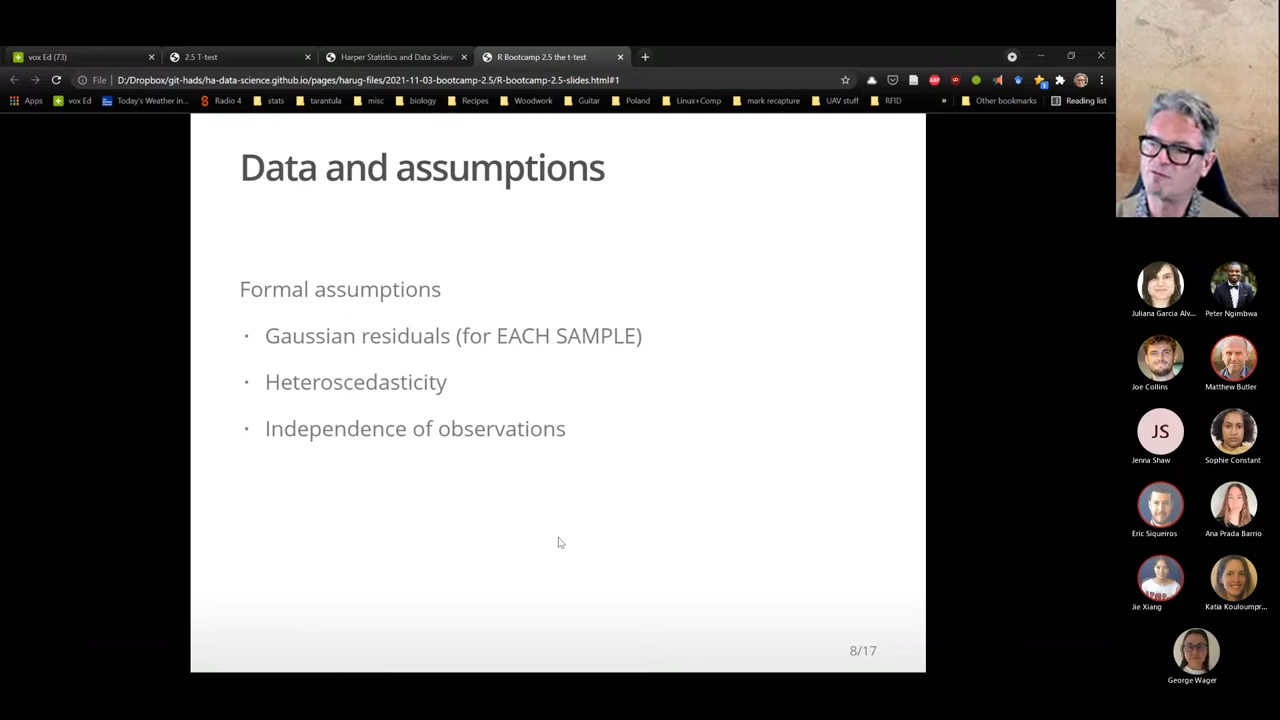 vox Ed (73)
2.5 T-test
Harper Statistics and Data Scien
R Bootcamp 2.5 the t-test
File
D:/Dropbox/git-hads/ha-data-science.github.io/pages/harug-files/2021-11-03-bootcamp-2.5/R-bootcamp-2.5-slides.html#1
Apps
vox Ed
Today's Weather in...
Radio 4
stats
tarantula
misc
biology
Recipes
Woodwork
Guitar
Poland
Linux+Comp
mark recapture
UAV stuff
RFID
»
Other bookmarks
Reading list
Data and assumptions
Formal assumptions
· Gaussian residuals (for EACH SAMPLE)
· Heteroscedasticity
· Independence of observations
8/17
Juliana Garcia Alv...
Peter Ngimbwa
Joe Collins
Matthew Butler
JS
Jenna Shaw
Sophie Constant
Eric Siqueiros
Ana Prada Barrio
Jie Xiang
Katia Kouloumpr...
George Wager